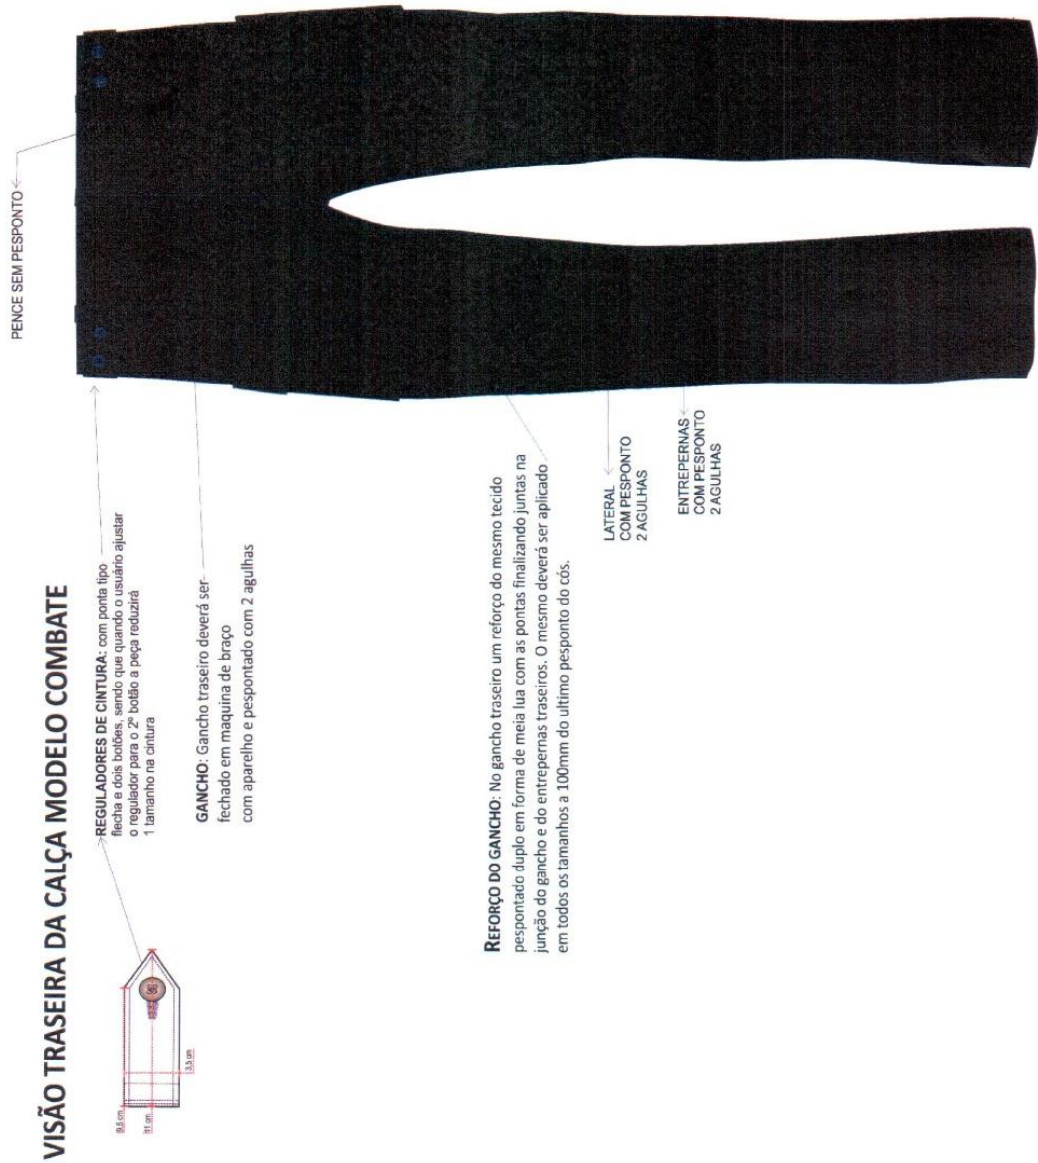 VISÃO TRASEIRA DA CALÇA MODELO COMBATE
PENCE SEM PESPONTO
REGULADORES DE CINTURA: com ponta tipo
flecha e dois botões, sendo que quando o usuário ajustar
o regulador para o 2º botão a peça reduzirá
1 tamanho na cintura
9,5 cm
11 cm
3,5 cm
GANCHO: Gancho traseiro deverá ser
fechado em maquina de braço
com aparelho e pespontado com 2 agulhas
REFORÇO DO GANCHO: No gancho traseiro um reforço do mesmo tecido
pespontado duplo em forma de meia lua com as pontas finalizando juntas na
junção do gancho e do entrepernas traseiros. O mesmo deverá ser aplicado
em todos os tamanhos a 100mm do ultimo pesponto do cós.
LATERAL
COM PESPONTO
2 AGULHAS
ENTREPERNAS
COM PESPONTO
2 AGULHAS